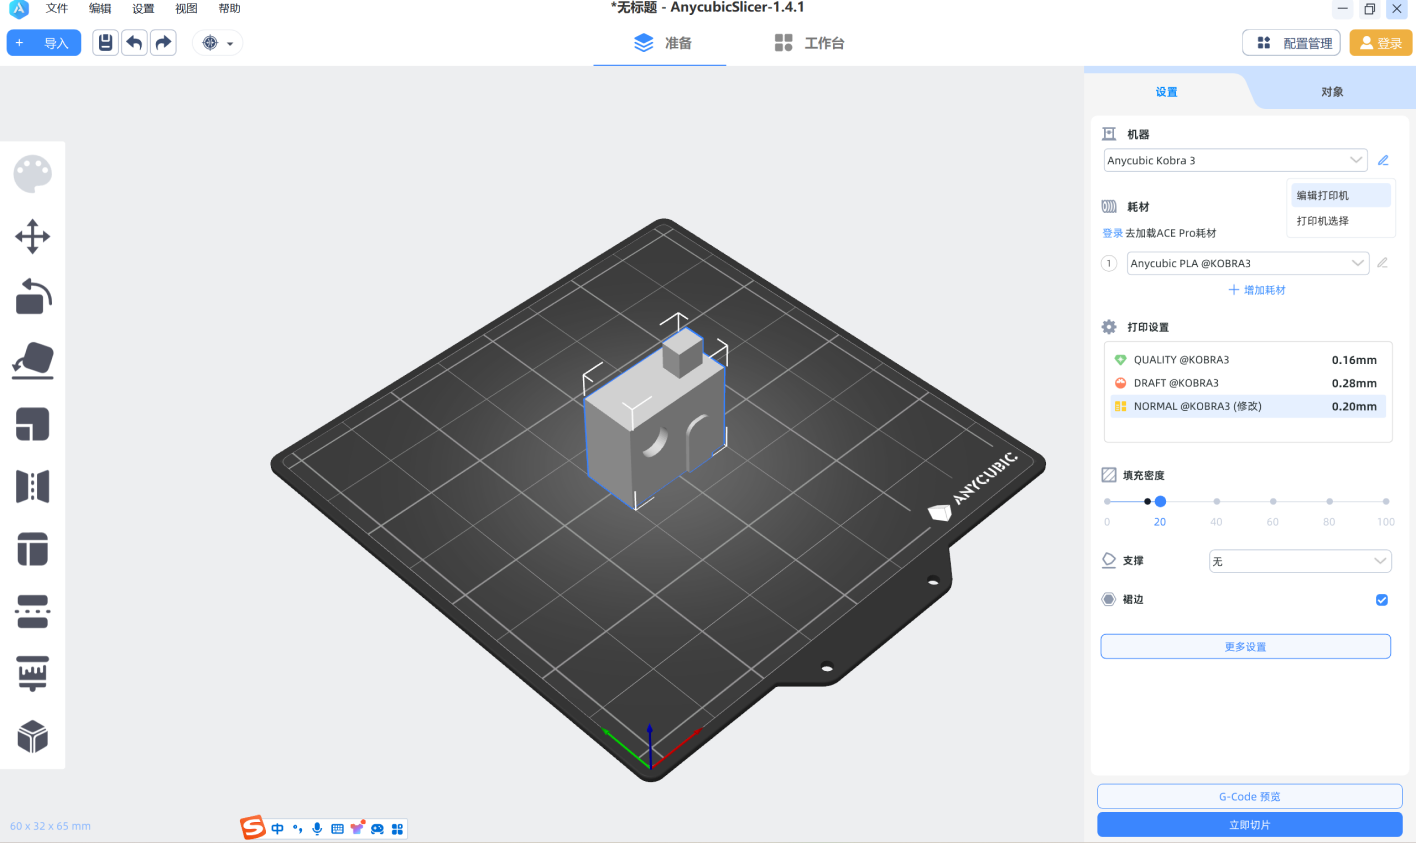 文件 编辑 设置 视图 帮助 *无标题 - AnycubicSlicer-1.4.1
+ 导入 准备 工作台 配置管理 登录
设置 对象
机器
Anycubic Kobra 3
编辑打印机
打印机选择
耗材
登录去加载ACE Pro耗材
1 Anycubic PLA @KOBRA3
+ 增加耗材
打印设置
QUALITY @KOBRA3 0.16mm
DRAFT @KOBRA3 0.28mm
NORMAL @KOBRA3 (修改) 0.20mm
填充密度
0 20 40 60 80 100
支撑 无
裙边
更多设置
G-Code 预览
立即切片
ANYCUBIC
60 x 32 x 65 mm
S 中